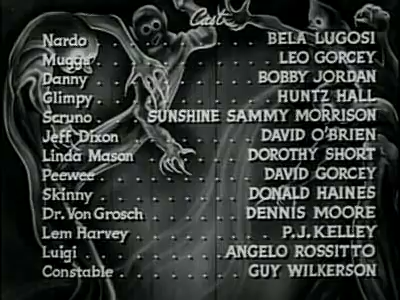 Cast
Nardo . . . . . . . . . BELA LUGOSI
Muggs . . . . . . . . . LEO GORCEY
Danny . . . . . . . . BOBBY JORDAN
Glimpy . . . . . . . . . HUNTZ HALL
Scruno . . . SUNSHINE SAMMY MORRISON
Jeff Dixon . . . . . . . DAVID O'BRIEN
Linda Mason . . . . . DOROTHY SHORT
Peewee . . . . . . . . DAVID GORCEY
Skinny . . . . . . . . DONALD HAINES
Dr. Von Grosch . . . . DENNIS MOORE
Lem Harvey . . . . . . . . P.J. KELLEY
Luigi . . . . . . . ANGELO ROSSITTO
Constable . . . . . . GUY WILKERSON